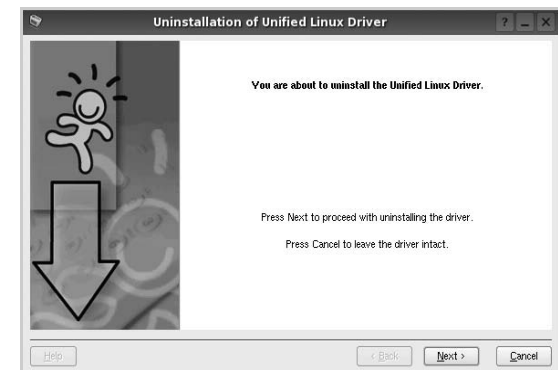 Uninstallation of Unified Linux Driver
You are about to uninstall the Unified Linux Driver.
Press Next to proceed with uninstalling the driver.
Press Cancel to leave the driver intact.
Help
< Back
Next >
Cancel